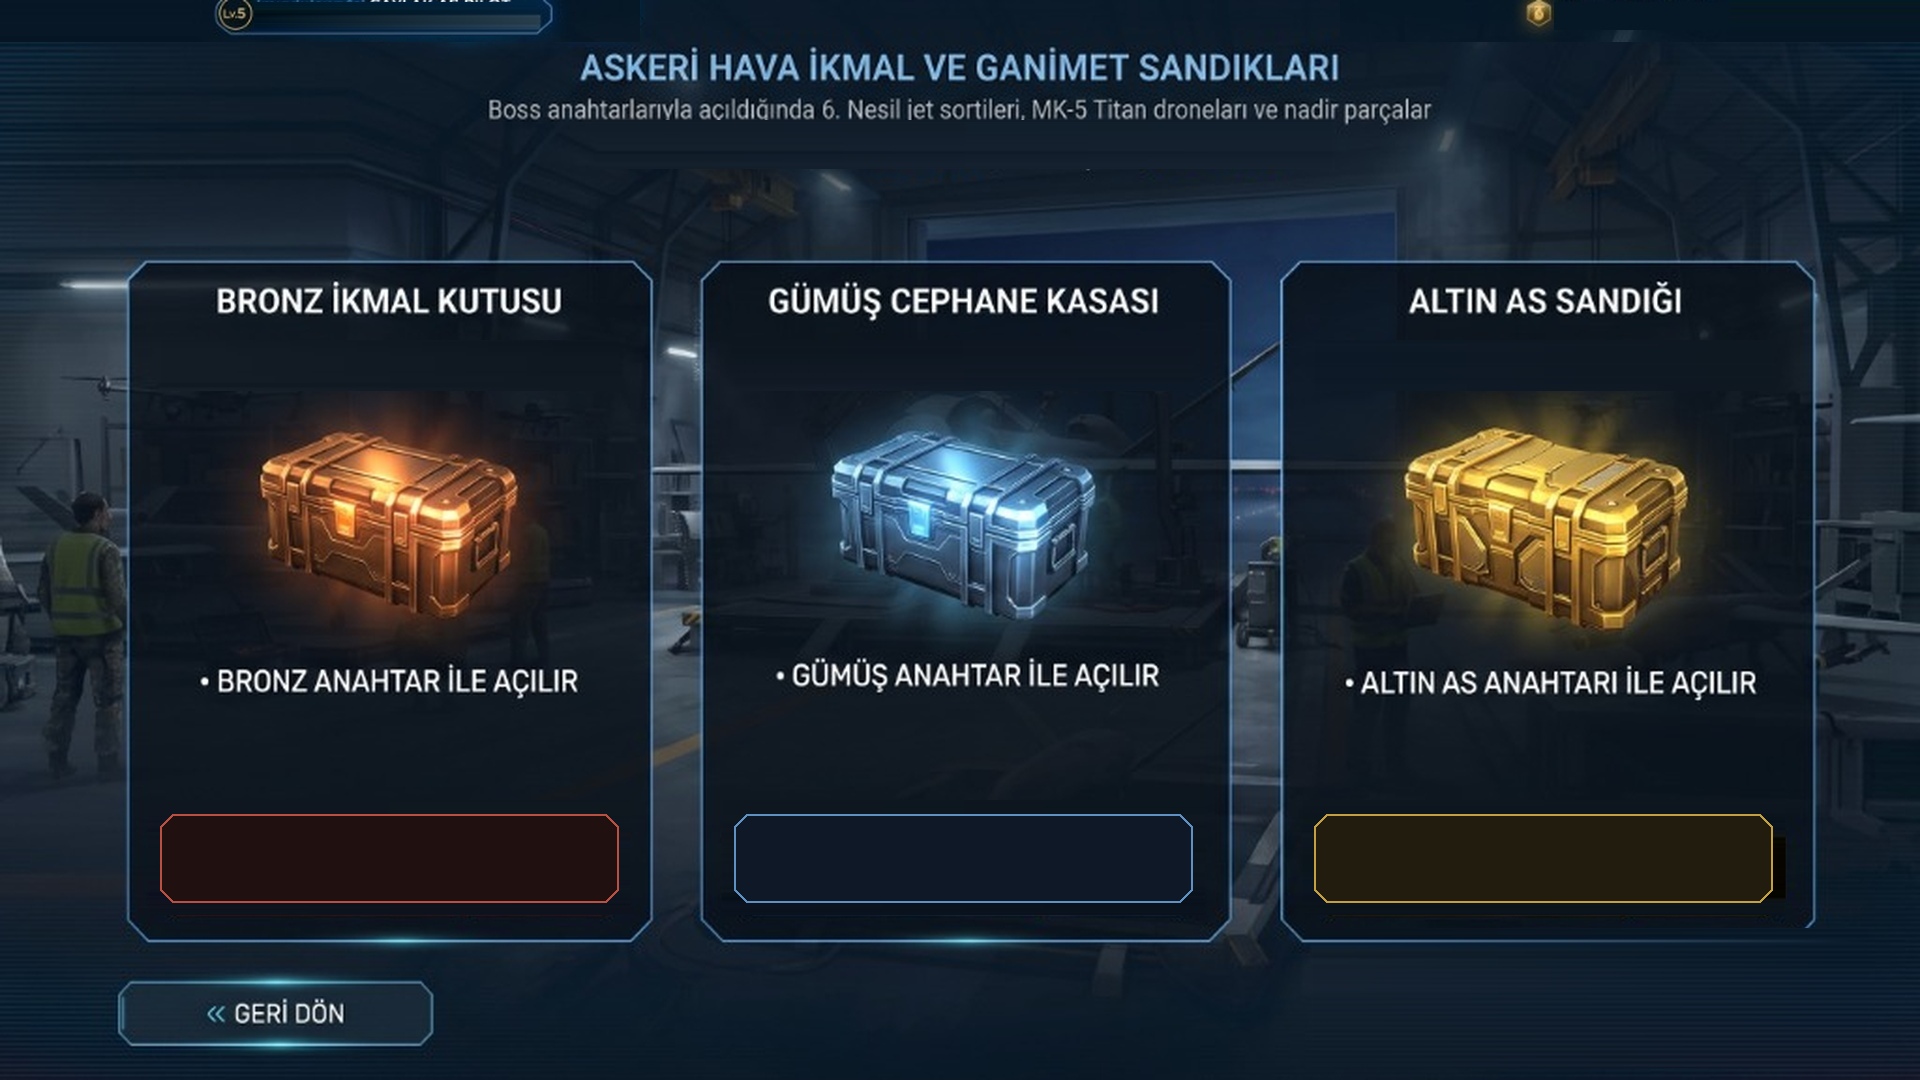 Lv.5
ASKERİ HAVA İKMAL VE GANİMET SANDIKLARI
Boss anahtarlarıyla açıldığında 6. Nesil jet sortileri, MK-5 Titan droneları ve nadir parçalar
BRONZ İKMAL KUTUSU
GÜMÜŞ CEPHANE KASASI
ALTIN AS SANDIĞI
• BRONZ ANAHTAR İLE AÇILIR
• GÜMÜŞ ANAHTAR İLE AÇILIR
• ALTIN AS ANAHTARI İLE AÇILIR
« GERİ DÖN